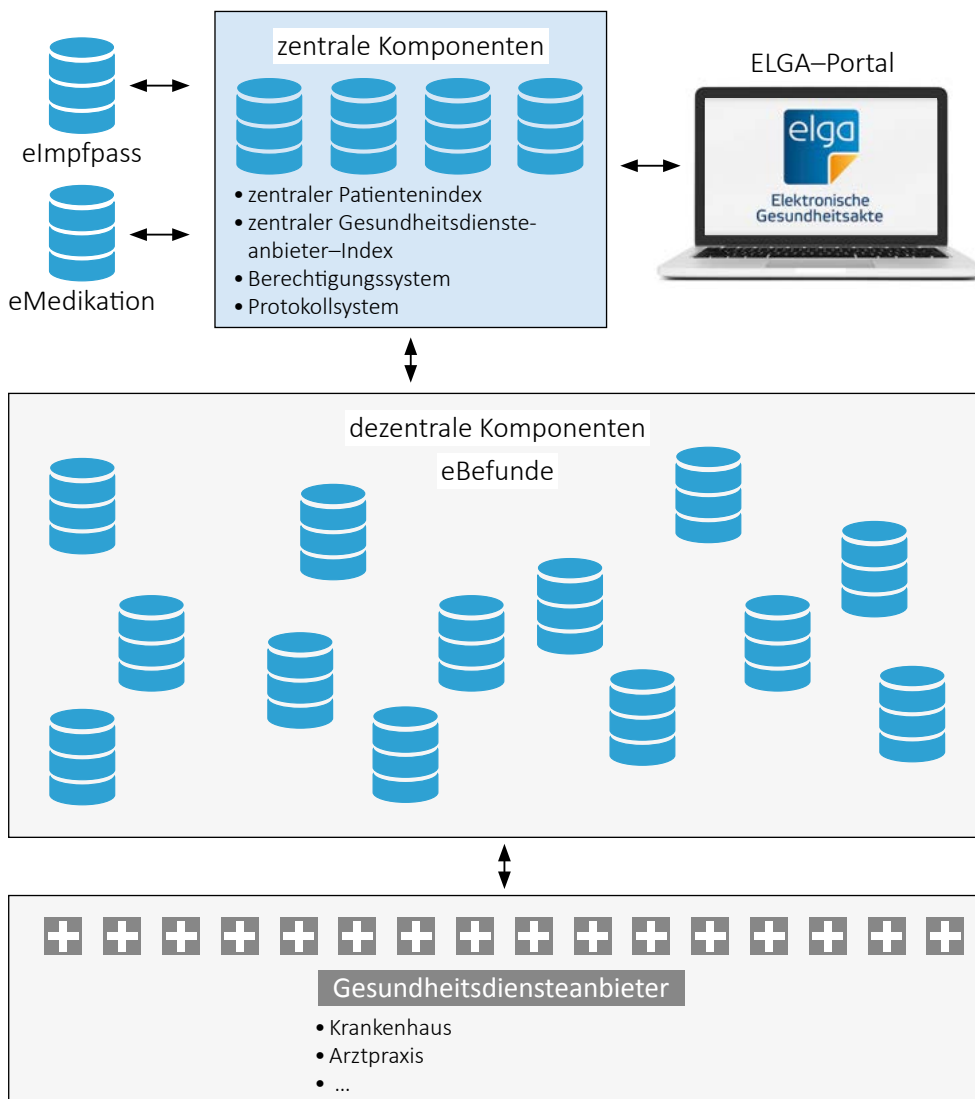 zentrale Komponenten
ELGA–Portal
eImpfpass
eMedikation
• zentraler Patientenindex
• zentraler Gesundheitsdienste-
anbieter–Index
• Berechtigungssystem
• Protokollsystem
elga
Elektronische
Gesundheitsakte
dezentrale Komponenten
eBefunde
Gesundheitsdiensteanbieter
• Krankenhaus
• Arztpraxis
• ...